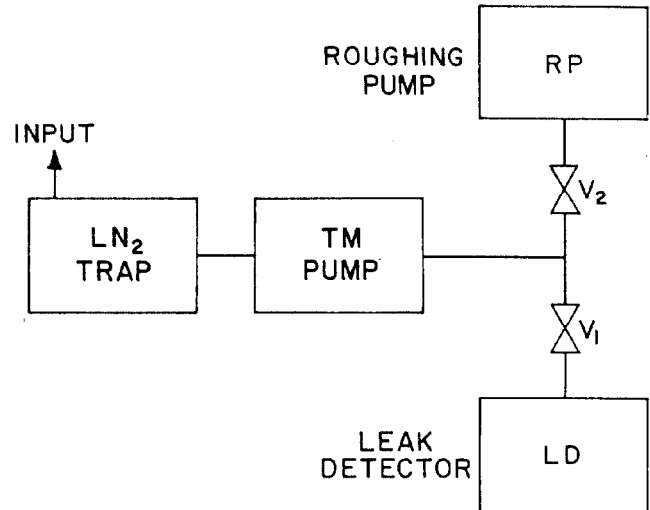 ROUGHING
PUMP
RP
INPUT
V₂
LN₂
TRAP
TM
PUMP
V₁
LEAK
DETECTOR
LD